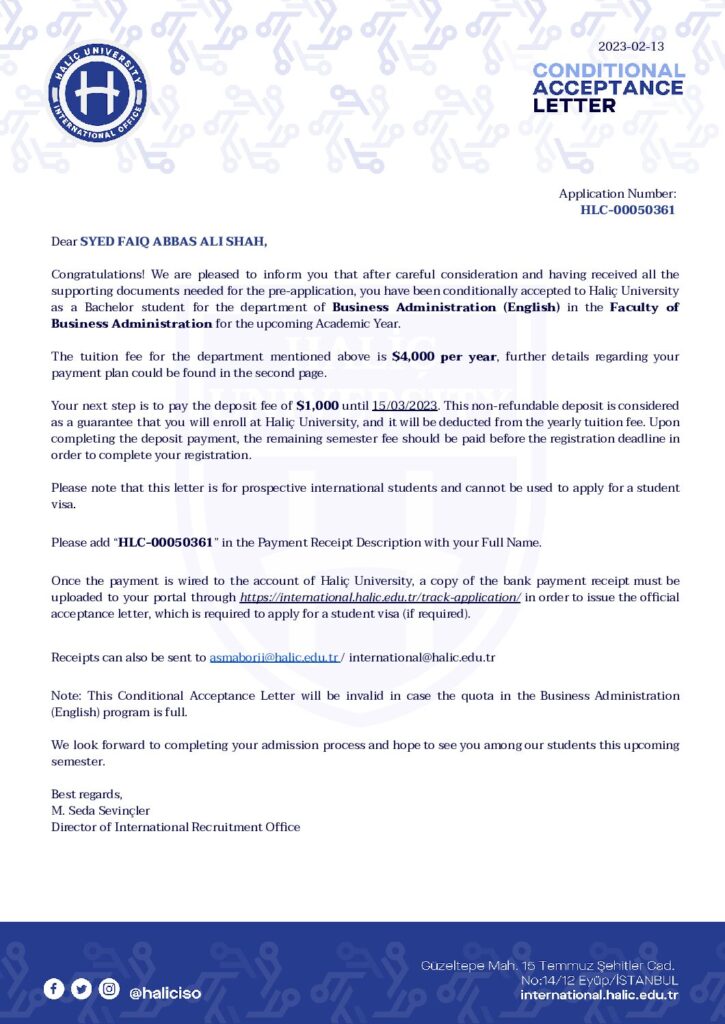 2023-02-13
CONDITIONAL
ACCEPTANCE
LETTER
HALIÇ UNIVERSITY
INTERNATIONAL OFFICE
Application Number:
HLC-00050361
Dear SYED FAIQ ABBAS ALI SHAH,
Congratulations! We are pleased to inform you that after careful consideration and having received all the
supporting documents needed for the pre-application, you have been conditionally accepted to Haliç University
as a Bachelor student for the department of Business Administration (English) in the Faculty of
Business Administration for the upcoming Academic Year.
The tuition fee for the department mentioned above is $4,000 per year, further details regarding your
payment plan could be found in the second page.
Your next step is to pay the deposit fee of $1,000 until 15/03/2023. This non-refundable deposit is considered
as a guarantee that you will enroll at Haliç University, and it will be deducted from the yearly tuition fee. Upon
completing the deposit payment, the remaining semester fee should be paid before the registration deadline in
order to complete your registration.
Please note that this letter is for prospective international students and cannot be used to apply for a student
visa.
Please add “HLC-00050361” in the Payment Receipt Description with your Full Name.
Once the payment is wired to the account of Haliç University, a copy of the bank payment receipt must be
uploaded to your portal through https://international.halic.edu.tr/track-application/ in order to issue the official
acceptance letter, which is required to apply for a student visa (if required).
Receipts can also be sent to asmaborji@halic.edu.tr / international@halic.edu.tr
Note: This Conditional Acceptance Letter will be invalid in case the quota in the Business Administration
(English) program is full.
We look forward to completing your admission process and hope to see you among our students this upcoming
semester.
Best regards,
M. Seda Sevinçler
Director of International Recruitment Office
HALİÇ
UNIVERSITY
@haliciso
Güzeltepe Mah. 15 Temmuz Şehitler Cad.
No:14/12 Eyüp/İSTANBUL
international.halic.edu.tr